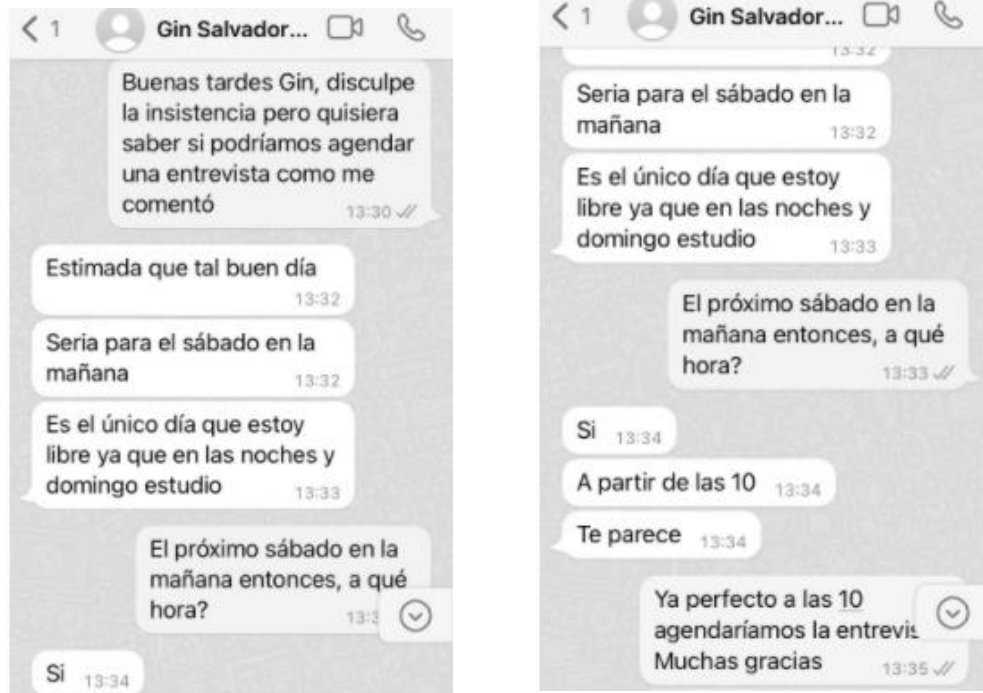 1
Gin Salvador...
Buenas tardes Gin, disculpe
la insistencia pero quisiera
saber si podríamos agendar
una entrevista como me
comentó
13:30
Estimada que tal buen día
13:32
Seria para el sábado en la
mañana
13:32
Es el único día que estoy
libre ya que en las noches y
domingo estudio
13:33
El próximo sábado en la
mañana entonces, a qué
hora?
Si
13:34
1
Gin Salvador...
13:32
Seria para el sábado en la
mañana
13:32
Es el único día que estoy
libre ya que en las noches y
domingo estudio
13:33
El próximo sábado en la
mañana entonces, a qué
hora?
13:33
Si
13:34
A partir de las 10
13:34
Te parece
13:34
Ya perfecto a las 10
agendaríamos la entrevis
Muchas gracias
13:35